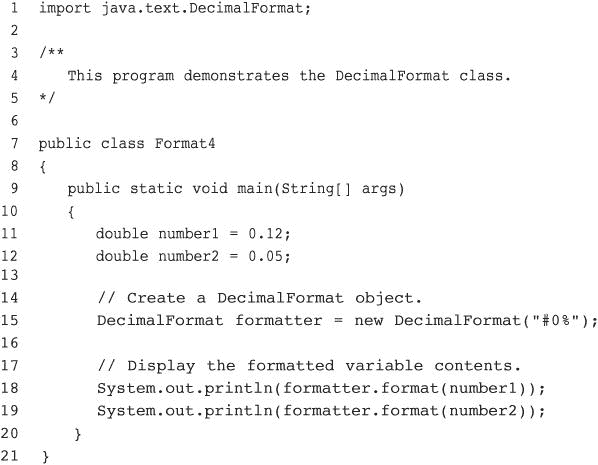 1 import java.text.DecimalFormat;
2
3 /**
4 This program demonstrates the DecimalFormat class.
5 */
6
7 public class Format4
8 {
9 public static void main(String[] args)
10 {
11 double number1 = 0.12;
12 double number2 = 0.05;
13
14 // Create a DecimalFormat object.
15 DecimalFormat formatter = new DecimalFormat("#0%");
16
17 // Display the formatted variable contents.
18 System.out.println(formatter.format(number1));
19 System.out.println(formatter.format(number2));
20 }
21 }